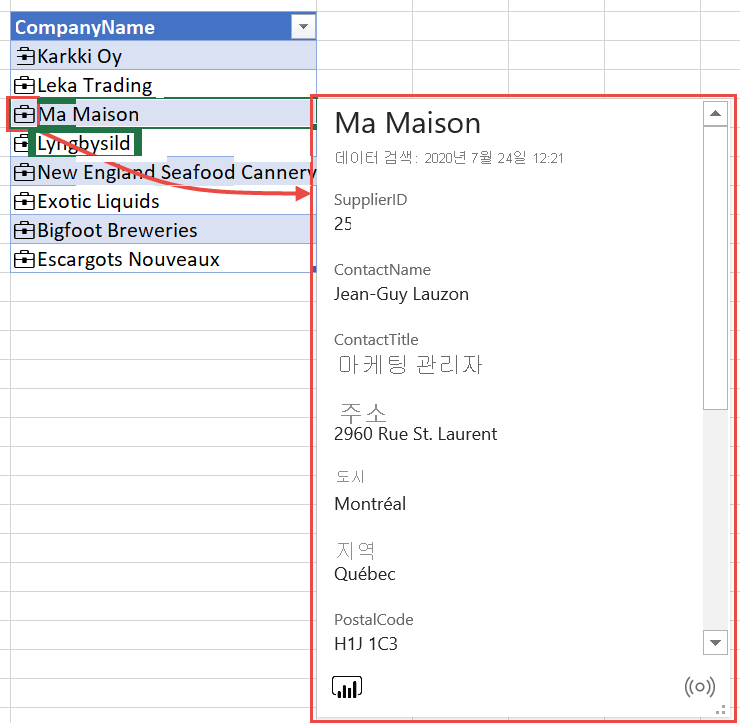 CompanyName
Karkki Oy
Leka Trading
Ma Maison
Lyngbysild
New England Seafood Cannery
Exotic Liquids
Bigfoot Breweries
Escargots Nouveaux
Ma Maison
데이터 검색: 2020년 7월 24일 12:21
SupplierID
25
ContactName
Jean-Guy Lauzon
ContactTitle
마케팅 관리자
주소
2960 Rue St. Laurent
도시
Montréal
지역
Québec
PostalCode
H1J 1C3